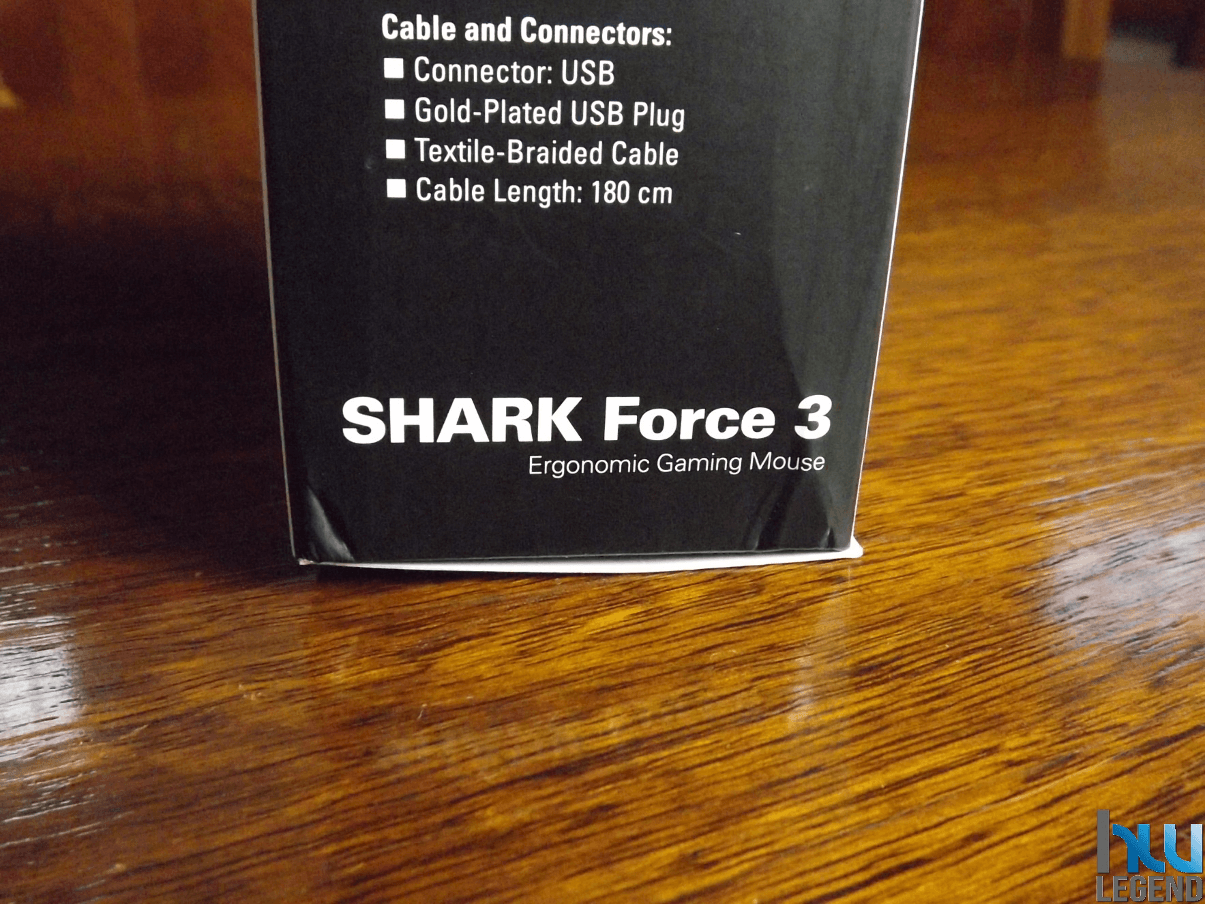 Cable and Connectors:
■ Connector: USB
■ Gold-Plated USB Plug
■ Textile-Braided Cable
■ Cable Length: 180 cm
SHARK Force 3
Ergonomic Gaming Mouse
hw
LEGEND